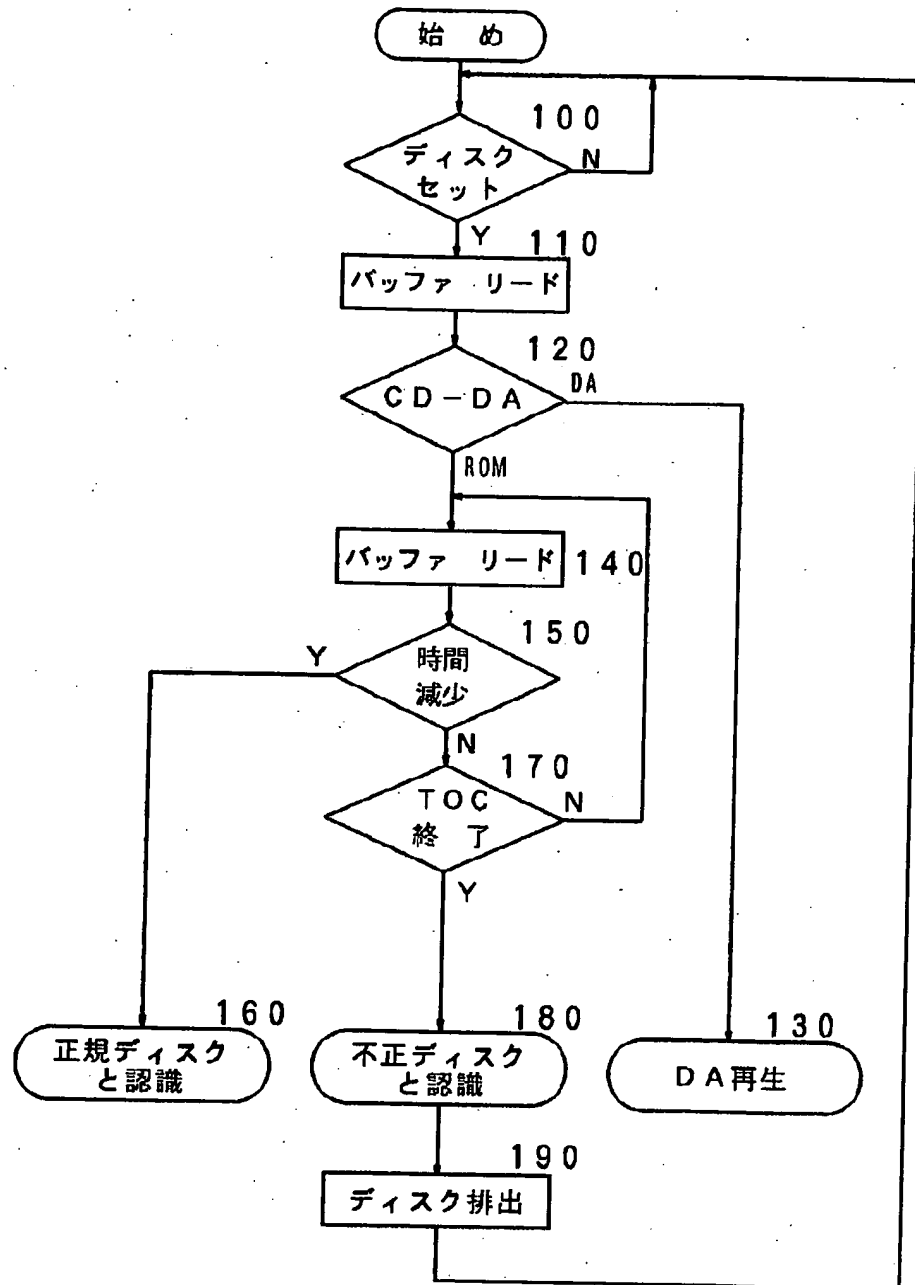 始 め
100
ディスク
セット
N
Y
110
バッファ リード
120
CD－DA
DA
ROM
バッファ リード
140
150
Y
時間
減少
N
170
TOC
終 了
N
Y
160
正規ディスク
と認識
180
不正ディスク
と認識
130
DA再生
190
ディスク排出